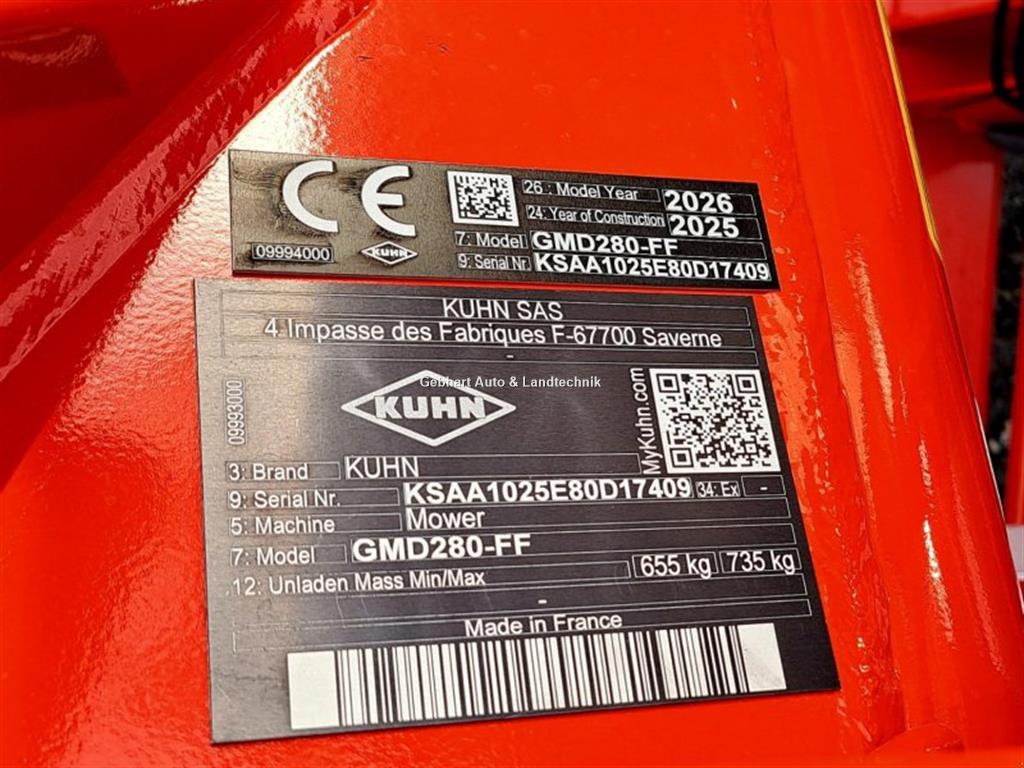 CE
26 : Model Year 2026
24: Year of Construction 2025
7: Model GMD280-FF
09994000 KUHN 9: Serial Nr. KSAA1025E80D17409
KUHN SAS
4 Impasse des Fabriques F-67700 Saverne
-
Gebhart Auto & Landtechnik
09993000
KUHN
MyKuhn.com
3: Brand KUHN
9: Serial Nr. KSAA1025E80D17409 34: Ex -
5: Machine Mower
7: Model GMD280-FF
12: Unladen Mass Min/Max 655 kg 735 kg
-
Made in France